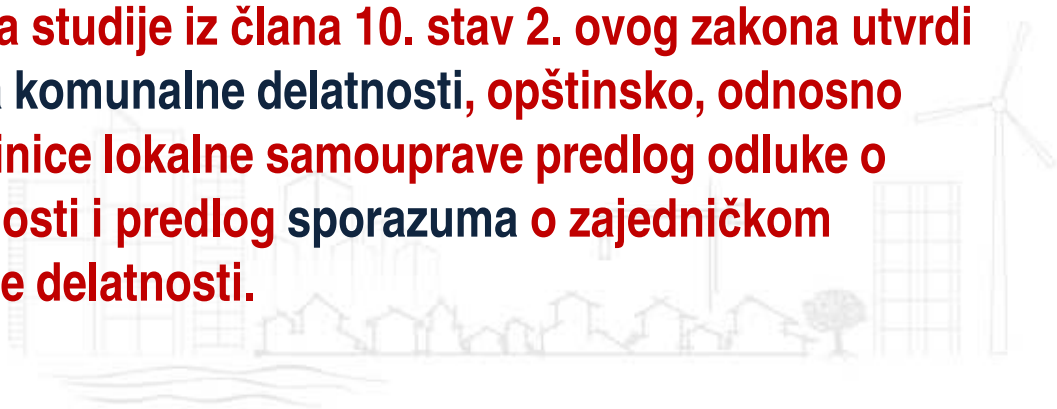 a studije iz člana 10. stav 2. ovog zakona utvrdi
komunalne delatnosti, opštinsko, odnosno
inice lokalne samouprave predlog odluke o
osti i predlog sporazuma o zajedničkom
e delatnosti.